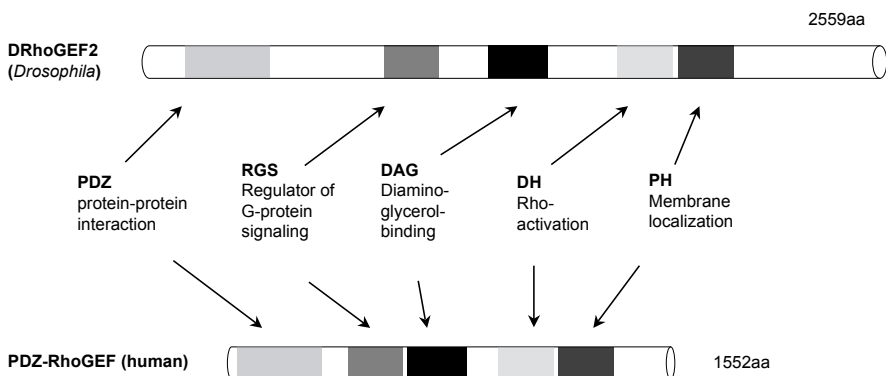 2559aa
DRhoGEF2
(Drosophila)
PDZ
protein-protein
interaction
RGS
Regulator of
G-protein
signaling
DAG
Diamino-
glycerol-
binding
DH
Rho-
activation
PH
Membrane
localization
PDZ-RhoGEF (human)
1552aa